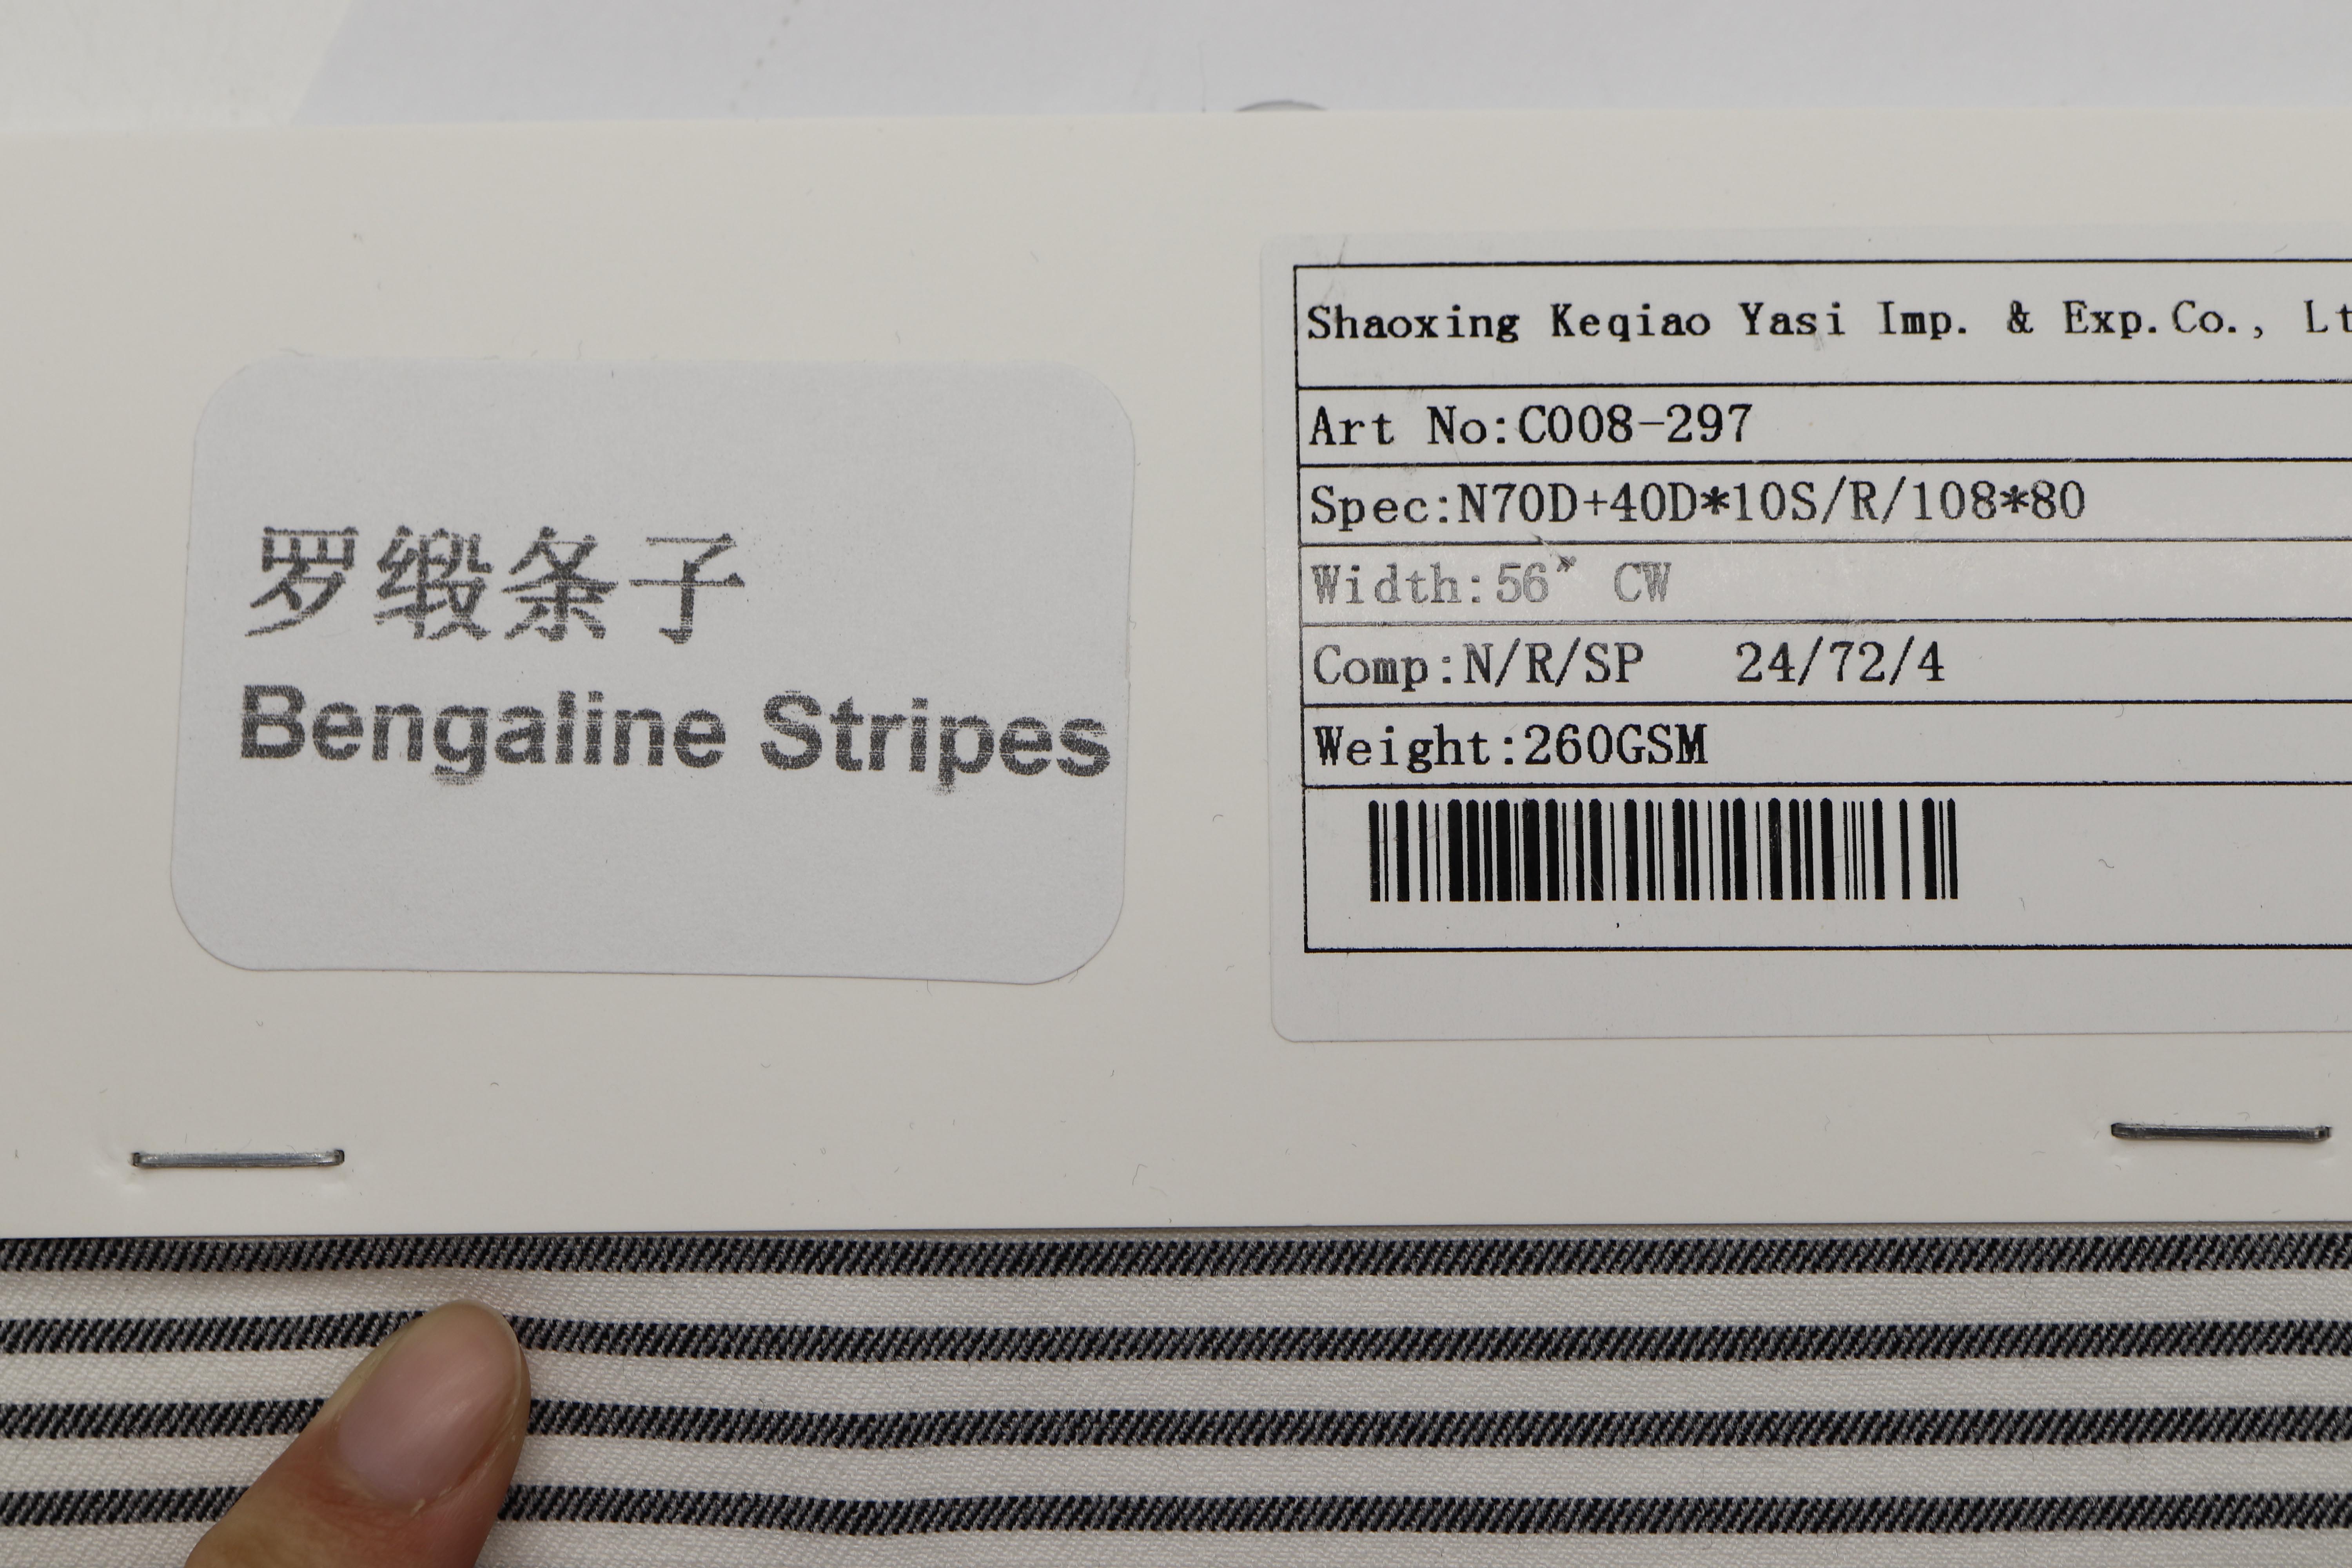 罗缎条子
Bengaline Stripes
Shaoxing Keqiao Yasi Imp. & Exp.Co., Lt
Art No:C008-297
Spec:N70D+40D*10S/R/108*80
Width:56" CW
Comp:N/R/SP 24/72/4
Weight:260GSM